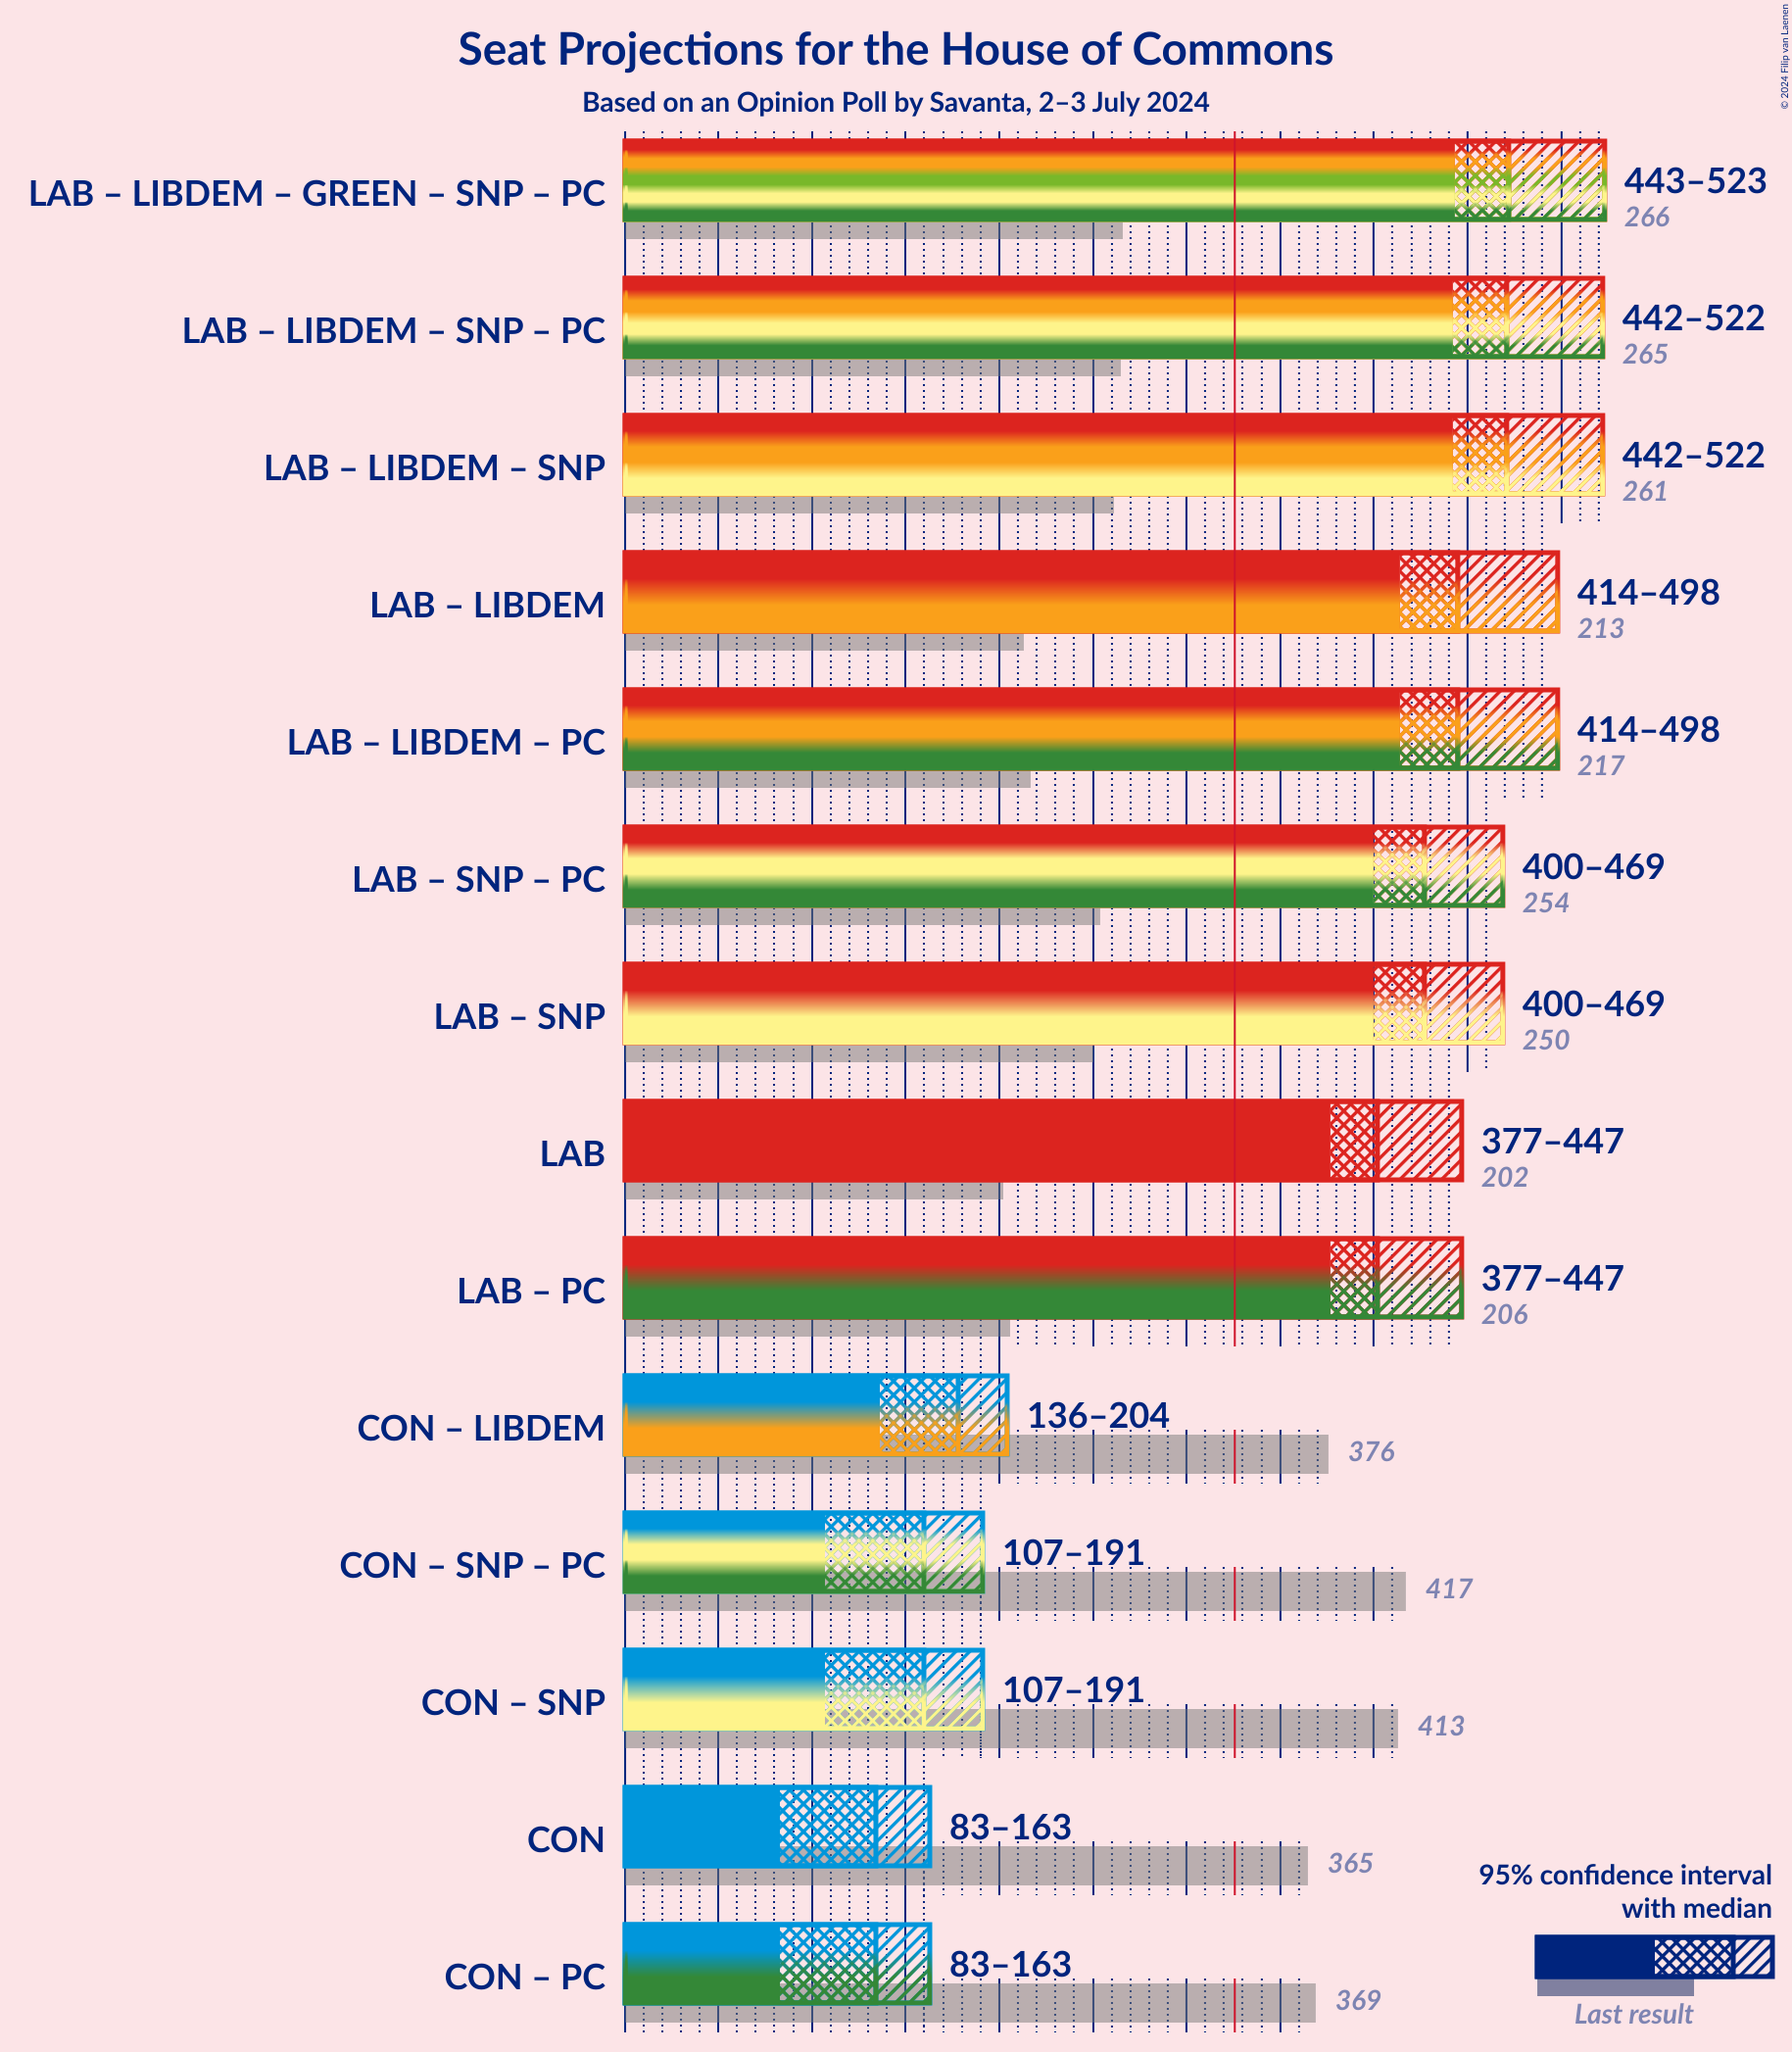 Seat Projections for the House of Commons
Based on an Opinion Poll by Savanta, 2–3 July 2024
© 2024 Filip van Laenen
LAB – LIBDEM – GREEN – SNP – PC
443–523
266
LAB – LIBDEM – SNP – PC
442–522
265
LAB – LIBDEM – SNP
442–522
261
LAB – LIBDEM
414–498
213
LAB – LIBDEM – PC
414–498
217
LAB – SNP – PC
400–469
254
LAB – SNP
400–469
250
LAB
377–447
202
LAB – PC
377–447
206
CON – LIBDEM
136–204
376
CON – SNP – PC
107–191
417
CON – SNP
107–191
413
CON
83–163
365
CON – PC
83–163
369
95% confidence interval
with median
Last result